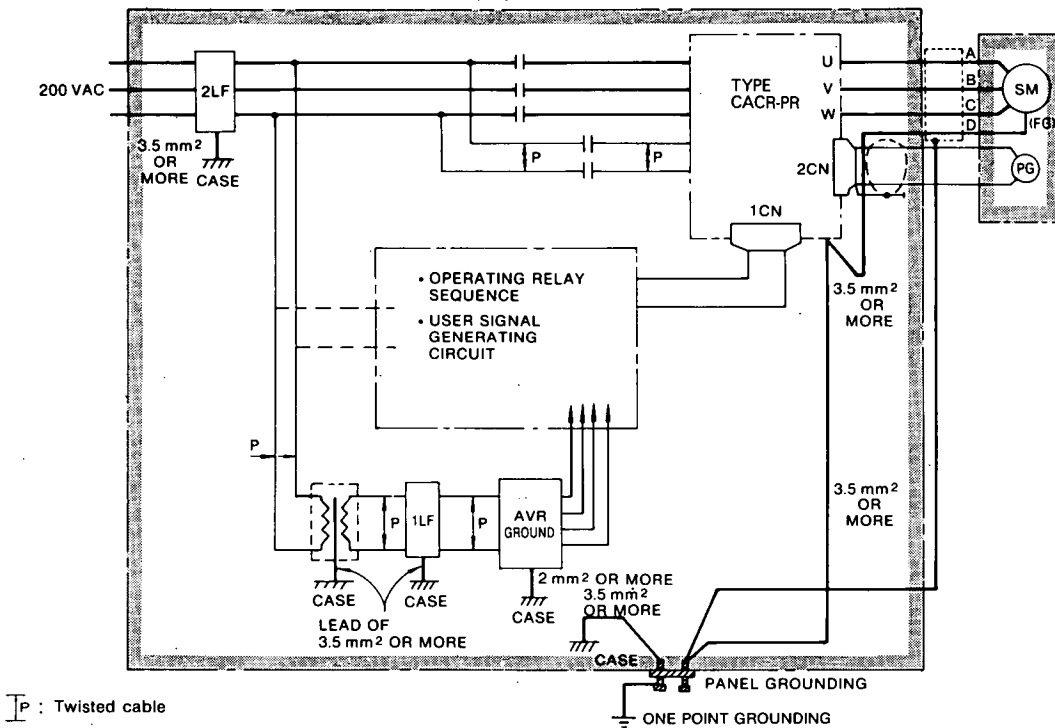 200 VAC
2LF
3.5 mm²
OR
MORE
CASE
P
P
TYPE
CACR-PR
U
V
W
A
B
C
D
SM
(FG)
2CN
PG
1CN
• OPERATING RELAY
SEQUENCE
• USER SIGNAL
GENERATING
CIRCUIT
3.5 mm²
OR
MORE
P
P
1LF
P
AVR
GROUND
3.5 mm²
OR
MORE
CASE
CASE
CASE
LEAD OF
3.5 mm² OR MORE
2 mm² OR MORE
3.5 mm²
OR MORE
CASE
PANEL GROUNDING
ONE POINT GROUNDING
P : Twisted cable